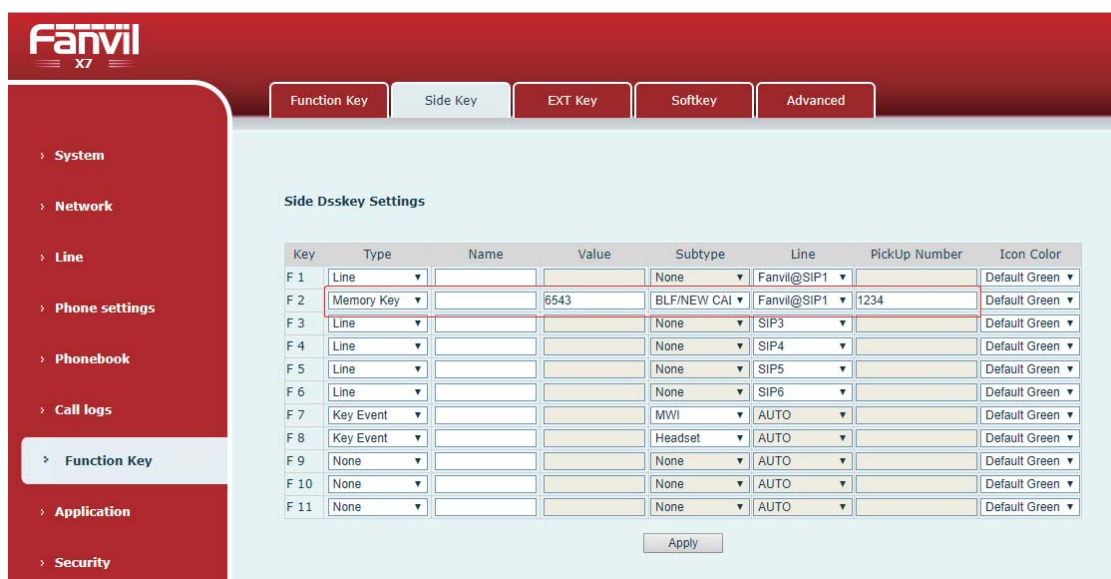 Fanvil
X7
Function Key Side Key EXT Key Softkey Advanced
System
Network
Line
Phone settings
Phonebook
Call logs
Function Key
Application
Security
Side Dsskey Settings
Key Type Name Value Subtype Line PickUp Number Icon Color
F 1 Line None Fanvil@SIP1 Default Green
F 2 Memory Key 6543 BLF/NEW CAI Fanvil@SIP1 1234 Default Green
F 3 Line None SIP3 Default Green
F 4 Line None SIP4 Default Green
F 5 Line None SIP5 Default Green
F 6 Line None SIP6 Default Green
F 7 Key Event MWI AUTO Default Green
F 8 Key Event Headset AUTO Default Green
F 9 None None AUTO Default Green
F 10 None None AUTO Default Green
F 11 None None AUTO Default Green
Apply